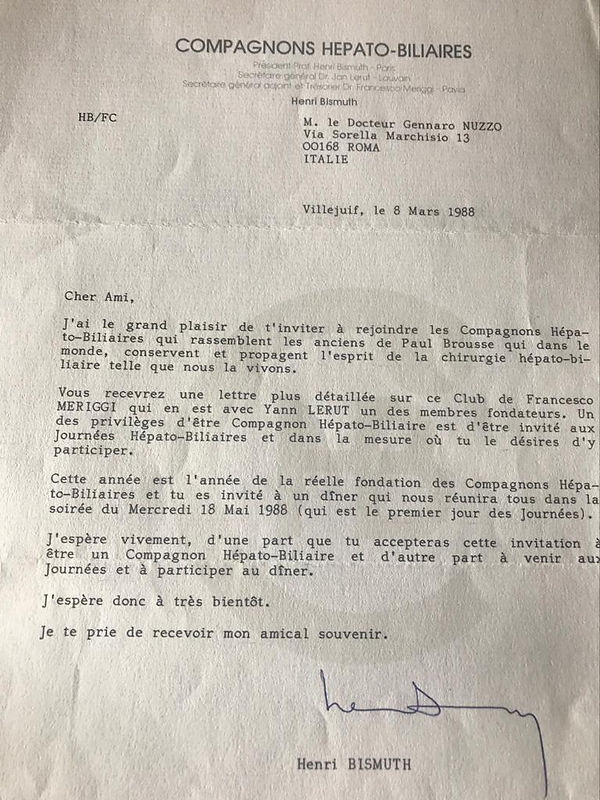 COMPAGNONS HEPATO-BILIAIRES
Président Prof. Henri Bismuth - Paris
Secrétaire général Dr. Jan Lerut - Louvain
Secrétaire général adjoint et Trésorier Dr. Francesco Meriggi - Pavia
Henri Bismuth
HB/FC
M. le Docteur Gennaro NUZZO
Via Sorella Marchisio 13
00168 ROMA
ITALIE
Villejuif, le 8 Mars 1988
Cher Ami,
J'ai le grand plaisir de t'inviter à rejoindre les Compagnons Hépa-
to-Biliaires qui rassemblent les anciens de Paul Brousse qui dans le
monde, conservent et propagent l'esprit de la chirurgie hépato-bi-
liaire telle que nous la vivons.
Vous recevrez une lettre plus détaillée sur ce Club de Francesco
MERIGGI qui en est avec Yann LERUT un des membres fondateurs. Un
des privilèges d'être Compagnon Hépato-Biliaire est d'être invité aux
Journées Hépato-Biliaires et dans la mesure où tu le désires d'y
participer.
Cette année est l'année de la réelle fondation des Compagnons Hépa-
to-Biliaires et tu es invité à un dîner qui nous réunira tous dans la
soirée du Mercredi 18 Mai 1988 (qui est le premier jour des Journées).
J'espère vivement, d'une part que tu accepteras cette invitation à
être un Compagnon Hépato-Biliaire et d'autre part à venir aux
Journées et à participer au dîner.
J'espère donc à très bientôt.
Je te prie de recevoir mon amical souvenir.
Henri BISMUTH